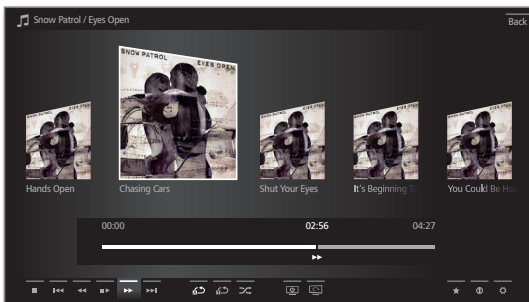 Snow Patrol / Eyes Open
Back
SNOW PATROL
EYES OPEN
Hands Open
Chasing Cars
Shut Your Eyes
It's Beginning
You Could Be
00:00
02:56
04:27